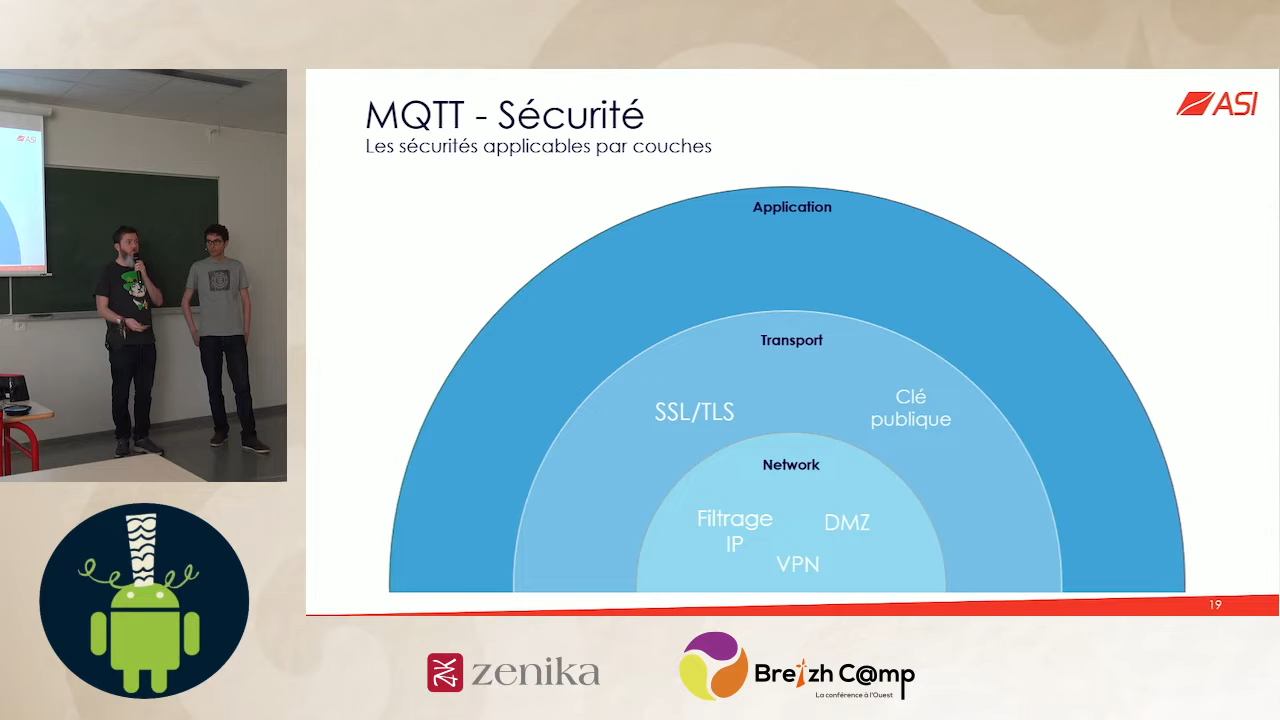 MQTT - Sécurité
Les sécurités applicables par couches
ASI
Application
Transport
SSL/TLS
Clé
publique
Network
Filtrage
IP
DMZ
VPN
19
ASI
zenika
Breizh C@mp
La conférence à l'Ouest